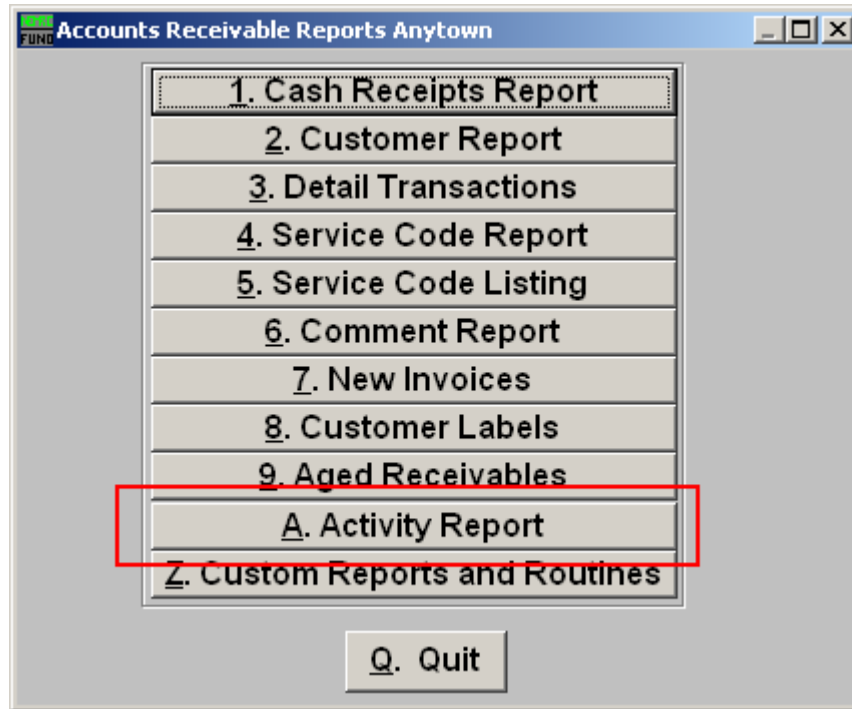 NEMRC
FUND
Accounts Receivable Reports Anytown
1. Cash Receipts Report
2. Customer Report
3. Detail Transactions
4. Service Code Report
5. Service Code Listing
6. Comment Report
7. New Invoices
8. Customer Labels
9. Aged Receivables
A. Activity Report
Z. Custom Reports and Routines
Q. Quit